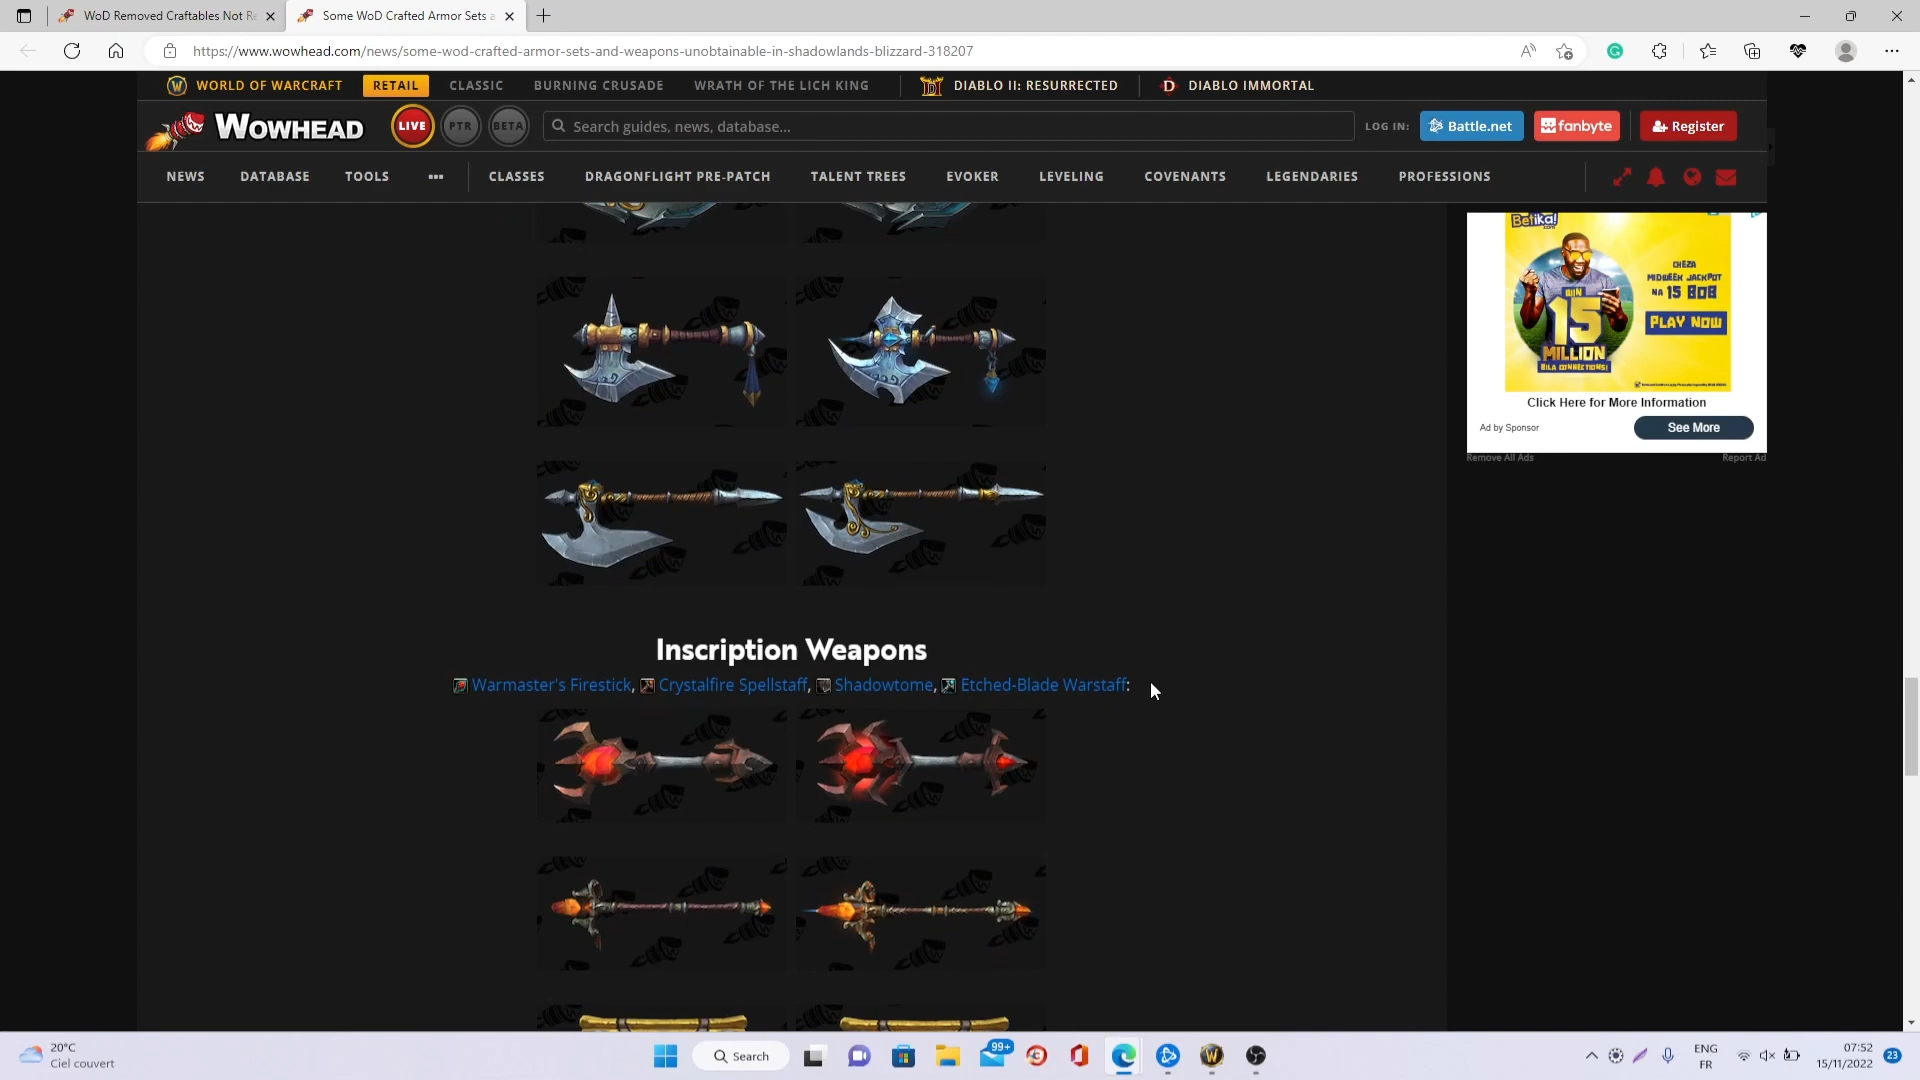 WoD Removed Craftables Not Re
Some WoD Crafted Armor Sets a
https://www.wowhead.com/news/some-wod-crafted-armor-sets-and-weapons-unobtainable-in-shadowlands-blizzard-318207
WORLD OF WARCRAFT RETAIL CLASSIC BURNING CRUSADE WRATH OF THE LICH KING DIABLO II: RESURRECTED DIABLO IMMORTAL
WOWHEAD LIVE PTR BETA Search guides, news, database... LOG IN: Battle.net fanbyte Register
NEWS DATABASE TOOLS CLASSES DRAGONFLIGHT PRE-PATCH TALENT TREES EVOKER LEVELING COVENANTS LEGENDARIES PROFESSIONS
Betika!
.com
CHEZA
MIDWEEK JACKPOT
NA 15 BOB
WIN
15
PLAY NOW
MILLION
BILA CONNECTIONS!
Click Here for More Information
Ad by Sponsor See More
Remove All Ads Report Ad
Inscription Weapons
Warmaster's Firestick, Crystalfire Spellstaff, Shadowtome, Etched-Blade Warstaff:
20°C
Ciel couvert
Search
99+
ENG
FR
07:52
15/11/2022
23